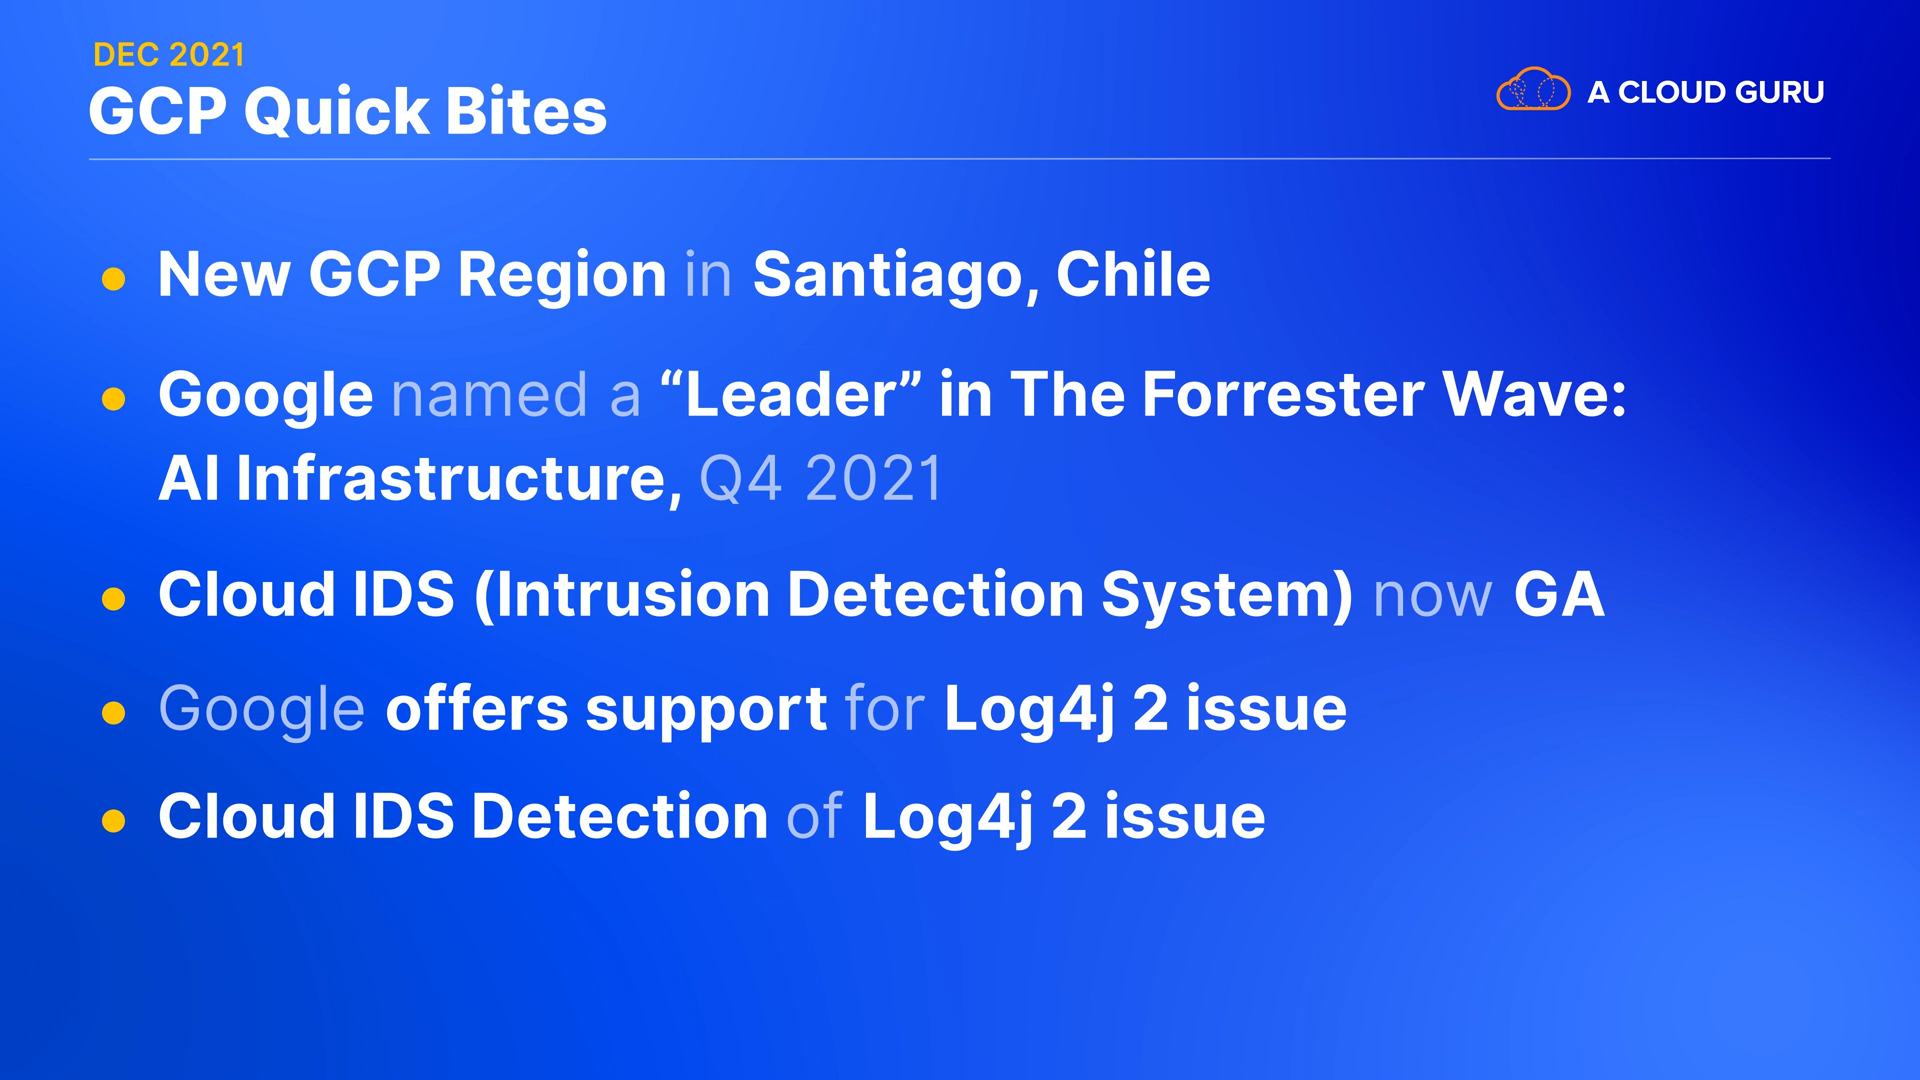 DEC 2021
GCP Quick Bites
A CLOUD GURU
New GCP Region in Santiago, Chile
Google named a “Leader” in The Forrester Wave:
AI Infrastructure, Q4 2021
Cloud IDS (Intrusion Detection System) now GA
Google offers support for Log4j 2 issue
Cloud IDS Detection of Log4j 2 issue